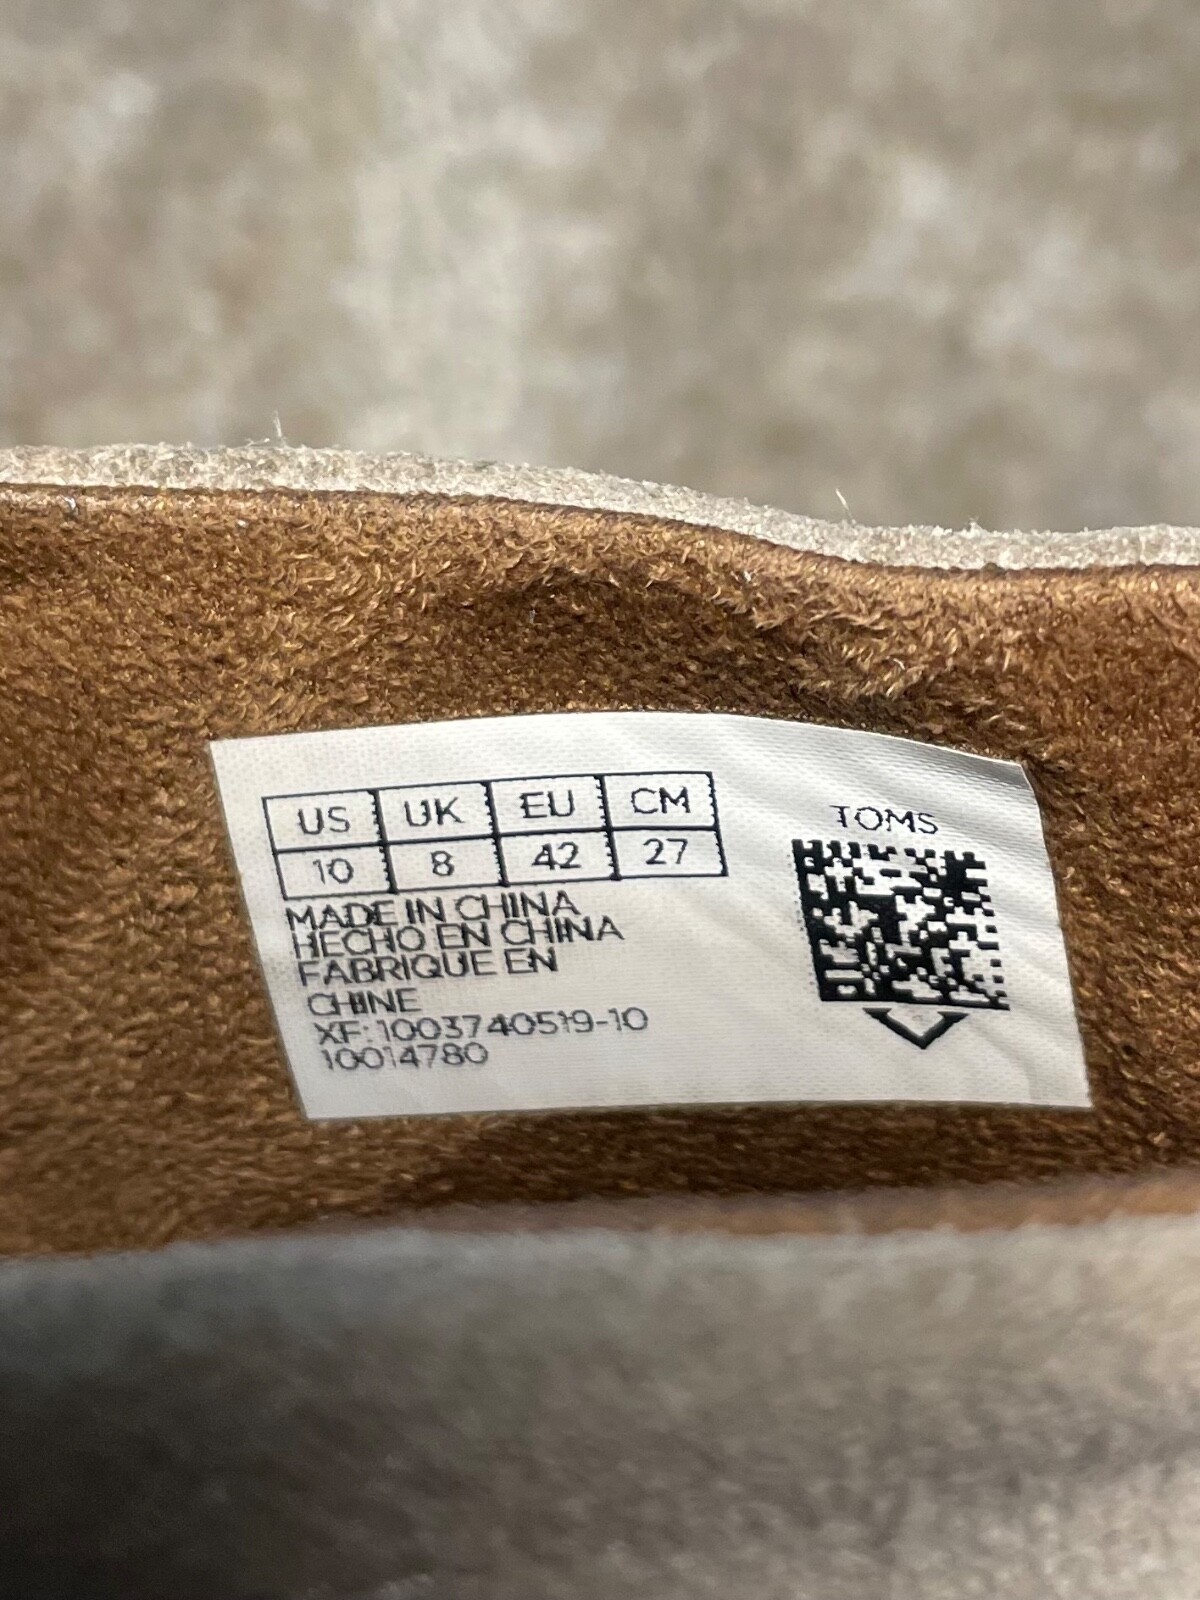 US UK EU CM
10 8 42 27
MADE IN CHINA
HECHO EN CHINA
FABRIQUE EN
CHINE
XF:1003740519-10
10014780
TOMS